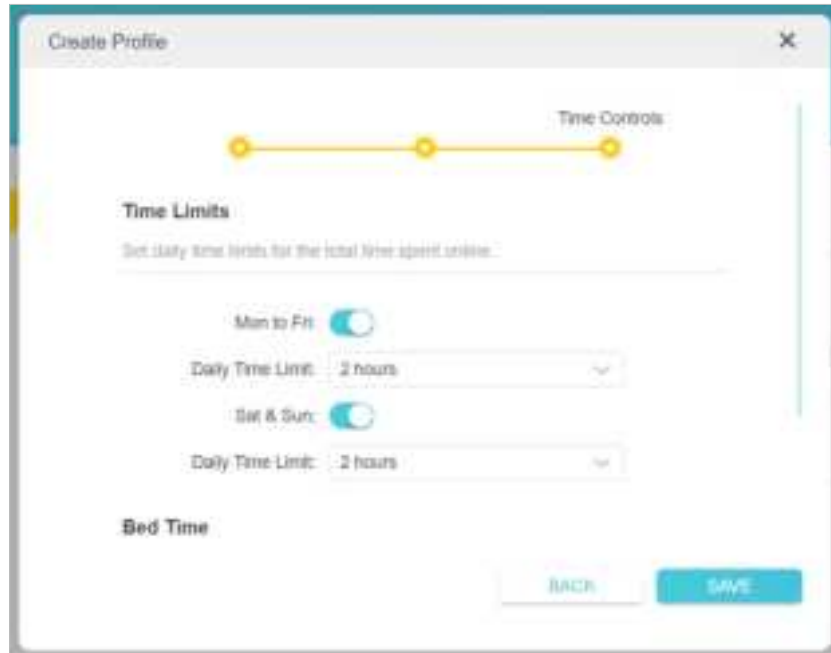 Create Profile
Time Controls
Time Limits
Set daily time limits for the total time spent online.
Mon to Fri:
Daily Time Limit: 2 hours
Sat & Sun:
Daily Time Limit: 2 hours
Bed Time
BACK SAVE